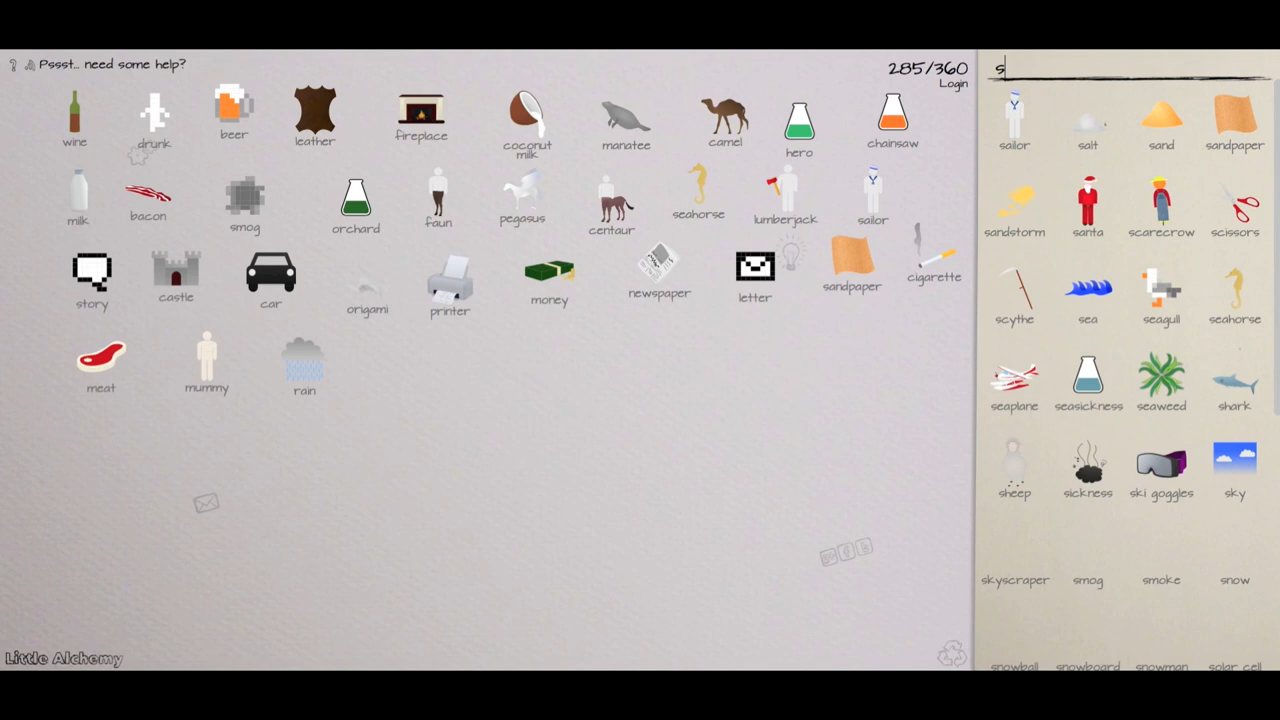 Pssst... need some help?
285/360
Login
s
wine
drunk
beer
leather
fireplace
coconut
milk
manatee
camel
hero
chainsaw
milk
bacon
smog
orchard
faun
pegasus
centaur
seahorse
lumberjack
sailor
story
castle
car
origami
printer
money
newspaper
letter
sandpaper
cigarette
meat
mummy
rain
sailor
salt
sand
sandpaper
sandstorm
santa
scarecrow
scissors
scythe
sea
seagull
seahorse
seaplane
seasickness
seaweed
shark
sheep
sickness
ski goggles
sky
skyscraper
smog
smoke
snow
snowball
snowboard
snowman
solar cell
Little Alchemy